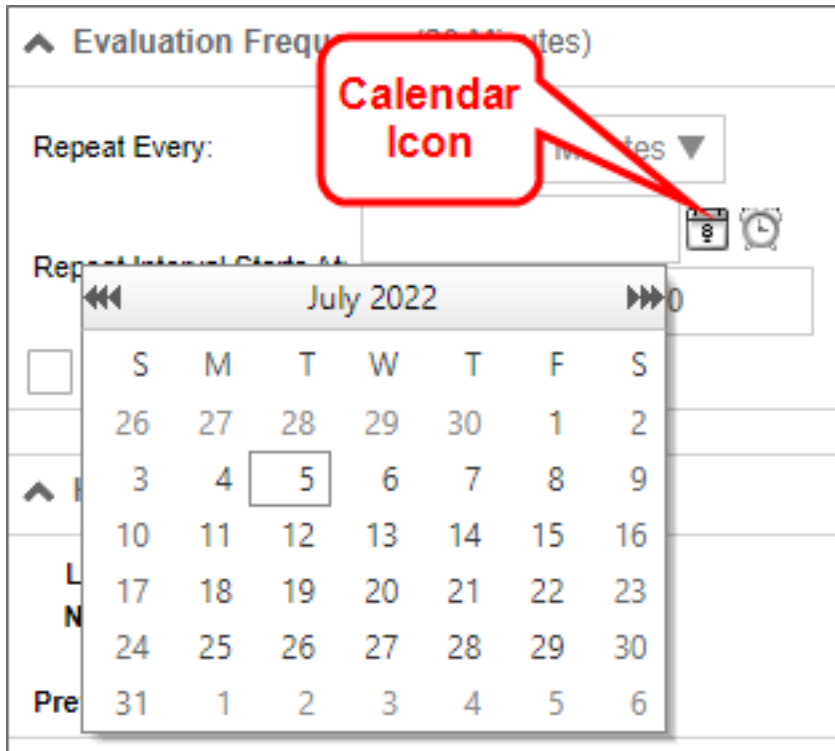 Evaluation Frequ
Calendar
Icon
Repeat Every:
July 2022
S M T W T F S
26 27 28 29 30 1 2
3 4 5 6 7 8 9
10 11 12 13 14 15 16
17 18 19 20 21 22 23
24 25 26 27 28 29 30
31 1 2 3 4 5 6
Pre
8
0
L
N